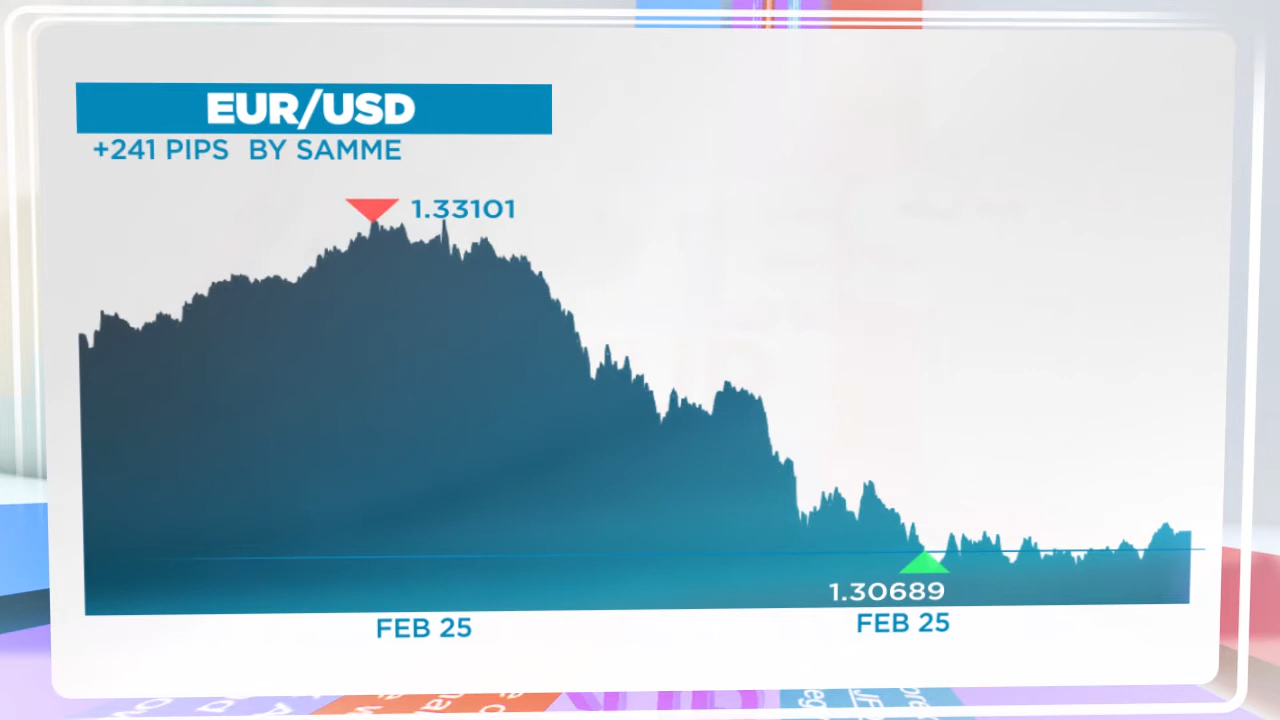 EUR/USD
+241 PIPS BY SAMME
1.33101
1.30689
FEB 25
FEB 25